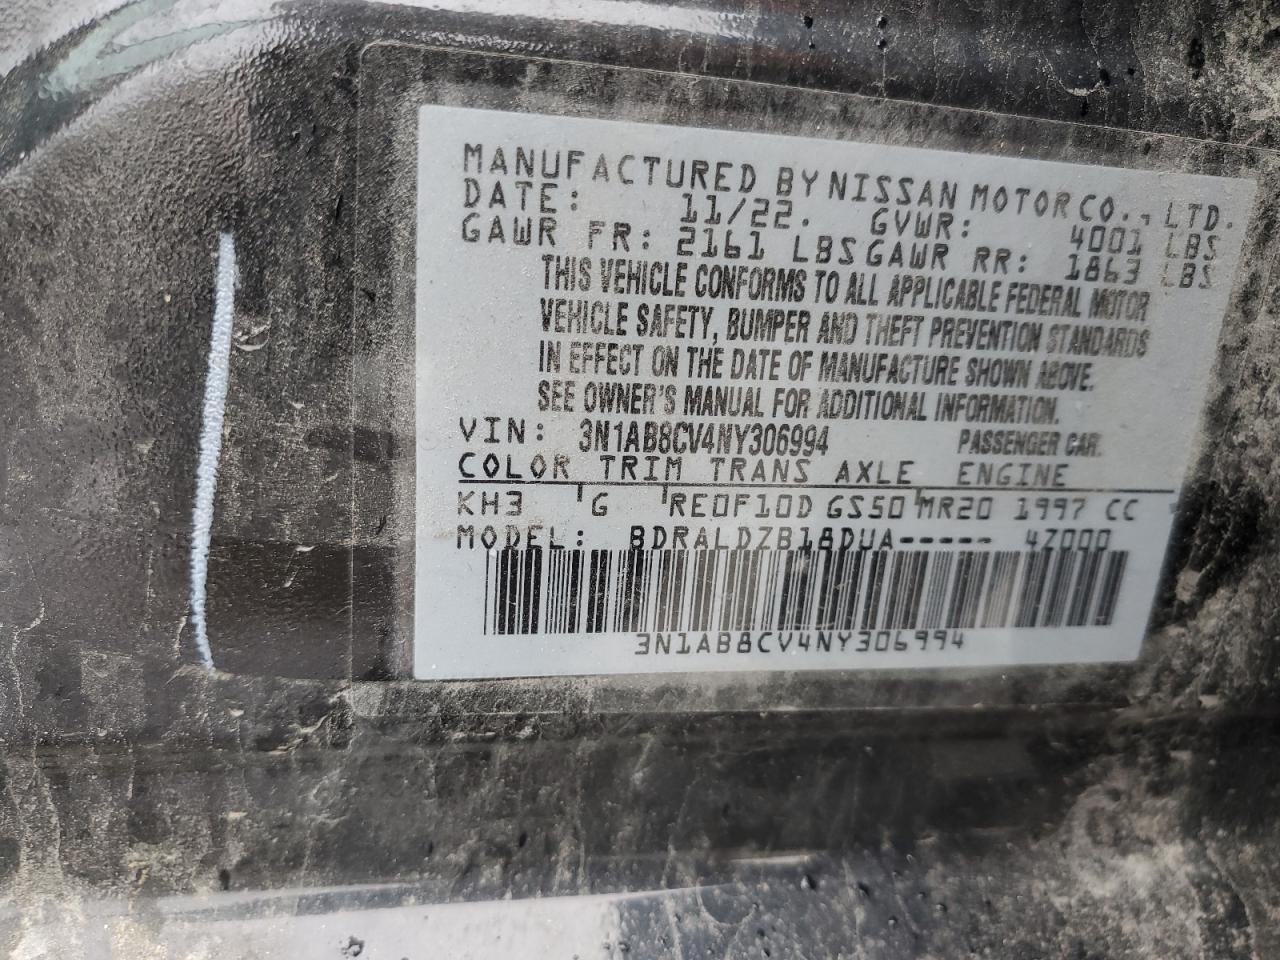 MANUFACTURED BY NISSAN MOTOR CO., LTD.
DATE: 11/22. GVWR: 4001 LBS
GAWR FR: 2161 LBS GAWR RR: 1863 LBS
THIS VEHICLE CONFORMS TO ALL APPLICABLE FEDERAL MOTOR
VEHICLE SAFETY, BUMPER AND THEFT PREVENTION STANDARDS
IN EFFECT ON THE DATE OF MANUFACTURE SHOWN ABOVE.
SEE OWNER'S MANUAL FOR ADDITIONAL INFORMATION.
VIN: 3N1AB8CV4NY306994 PASSENGER CAR.
COLOR TRIM TRANS AXLE ENGINE
KH3 G RE0F10D GS50 MR20 1997 CC
MODEL: BDRALDZB18DUA----- 4Z000
3N1AB8CV4NY306994